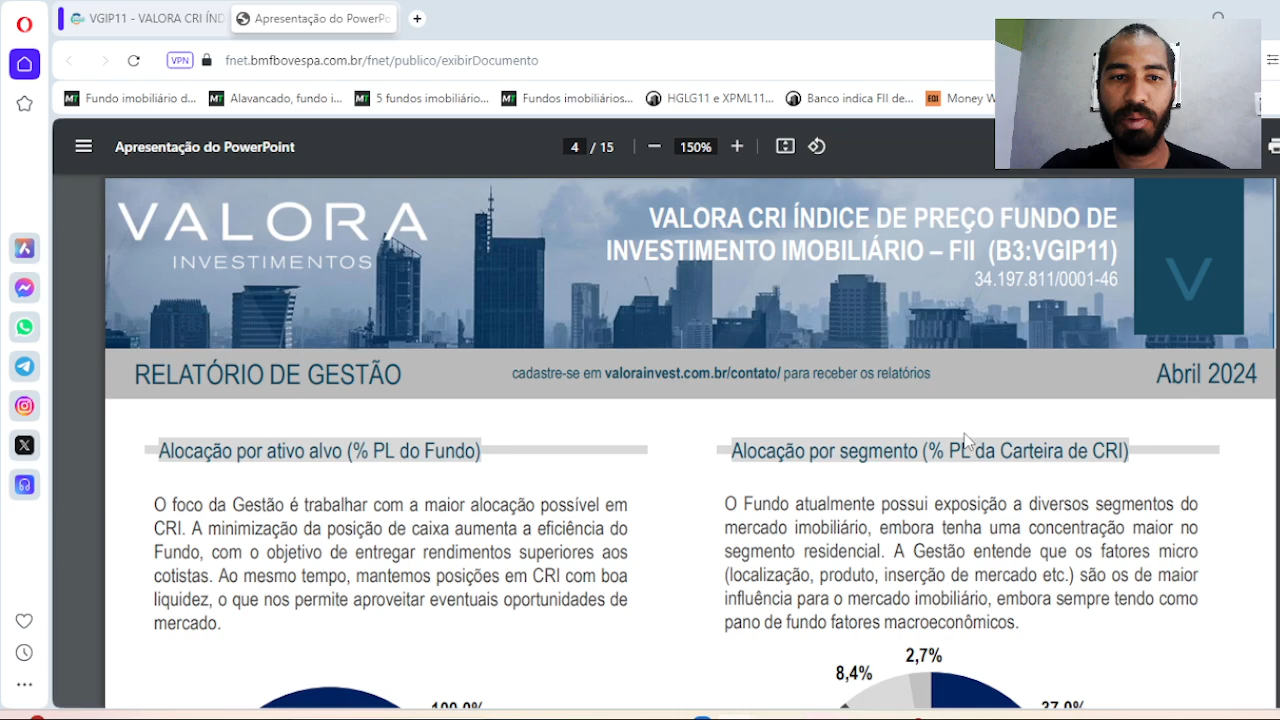 VGIP11 - VALORA CRI ÍND
Apresentação do PowerPo
VPN
fnet.bmfbovespa.com.br/fnet/publico/exibirDocumento
Fundo imobiliário d...
Alavancado, fundo i...
5 fundos imobiliário...
Fundos imobiliários...
HGLG11 e XPML11...
Banco indica FII de...
EQI
Money W
Apresentação do PowerPoint
4 / 15
150%
VALORA
INVESTIMENTOS
VALORA CRI ÍNDICE DE PREÇO FUNDO DE
INVESTIMENTO IMOBILIÁRIO – FII (B3:VGIP11)
34.197.811/0001-46
V
RELATÓRIO DE GESTÃO
cadastre-se em valorainvest.com.br/contato/ para receber os relatórios
Abril 2024
Alocação por ativo alvo (% PL do Fundo)
O foco da Gestão é trabalhar com a maior alocação possível em
CRI. A minimização da posição de caixa aumenta a eficiência do
Fundo, com o objetivo de entregar rendimentos superiores aos
cotistas. Ao mesmo tempo, mantemos posições em CRI com boa
liquidez, o que nos permite aproveitar eventuais oportunidades de
mercado.
100,0%
Alocação por segmento (% PL da Carteira de CRI)
O Fundo atualmente possui exposição a diversos segmentos do
mercado imobiliário, embora tenha uma concentração maior no
segmento residencial. A Gestão entende que os fatores micro
(localização, produto, inserção de mercado etc.) são os de maior
influência para o mercado imobiliário, embora sempre tendo como
pano de fundo fatores macroeconômicos.
2,7%
8,4%
37,0%